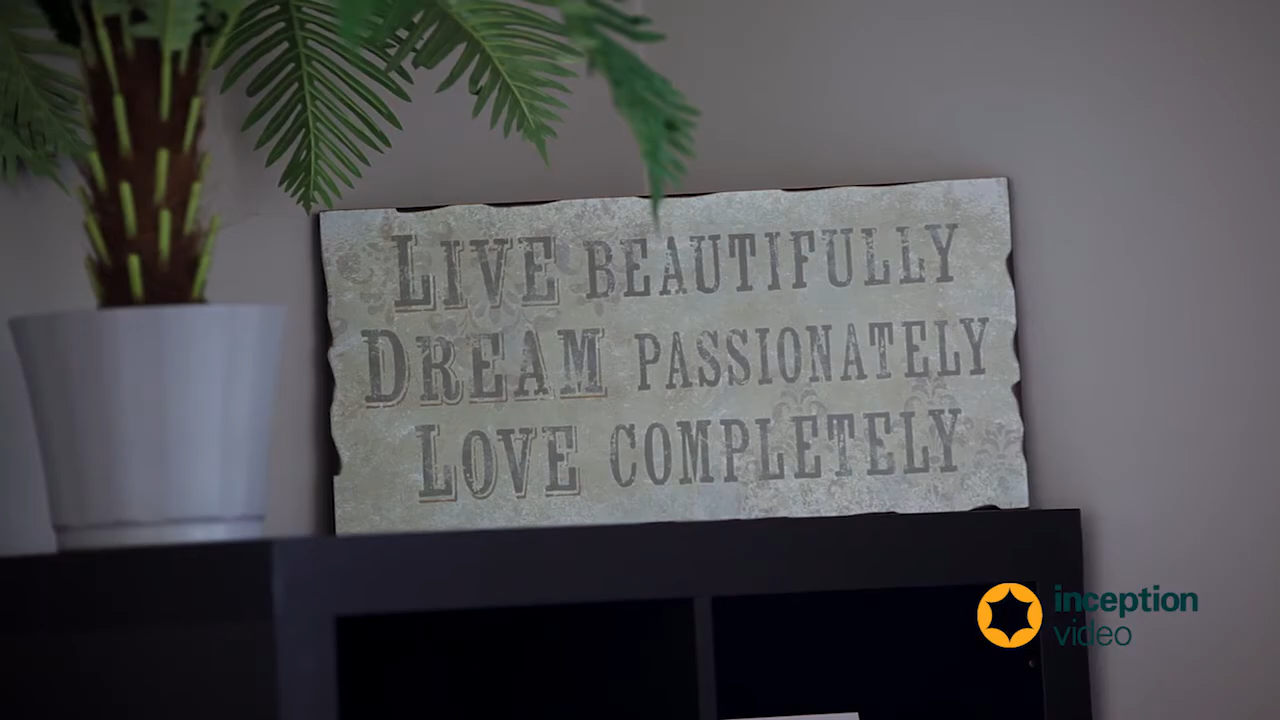 LIVE BEAUTIFULLY
DREAM PASSIONATELY
LOVE COMPLETELY
inception
video